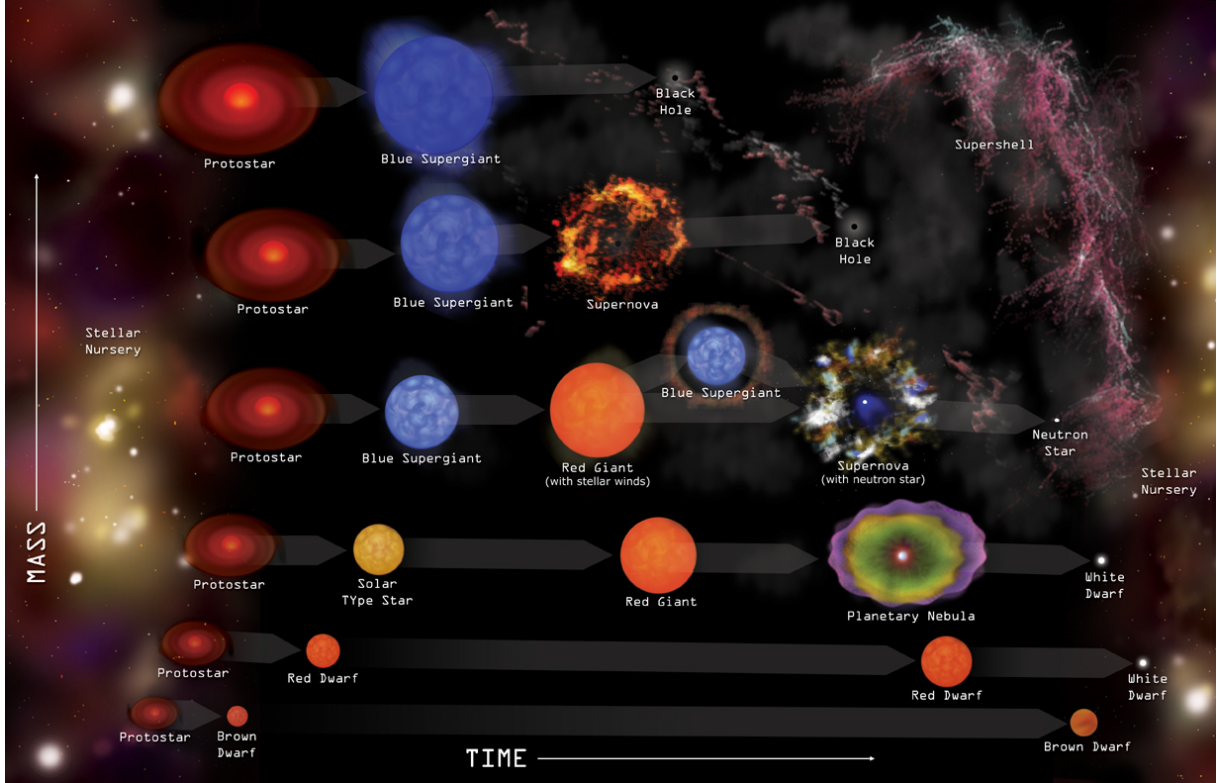 Protostar
Blue Supergiant
Black
Hole
Supershell
Protostar
Blue Supergiant
Supernova
Black
Hole
Stellar
Nursery
Protostar
Blue Supergiant
Red Giant
(with stellar winds)
Blue Supergiant
Supernova
(with neutron star)
Neutron
Star
Stellar
Nursery
MASS
Protostar
Solar
TYpe Star
Red Giant
Planetary Nebula
White
Dwarf
Protostar
Red Dwarf
Red Dwarf
White
Dwarf
Protostar
Brown
Dwarf
Brown Dwarf
TIME